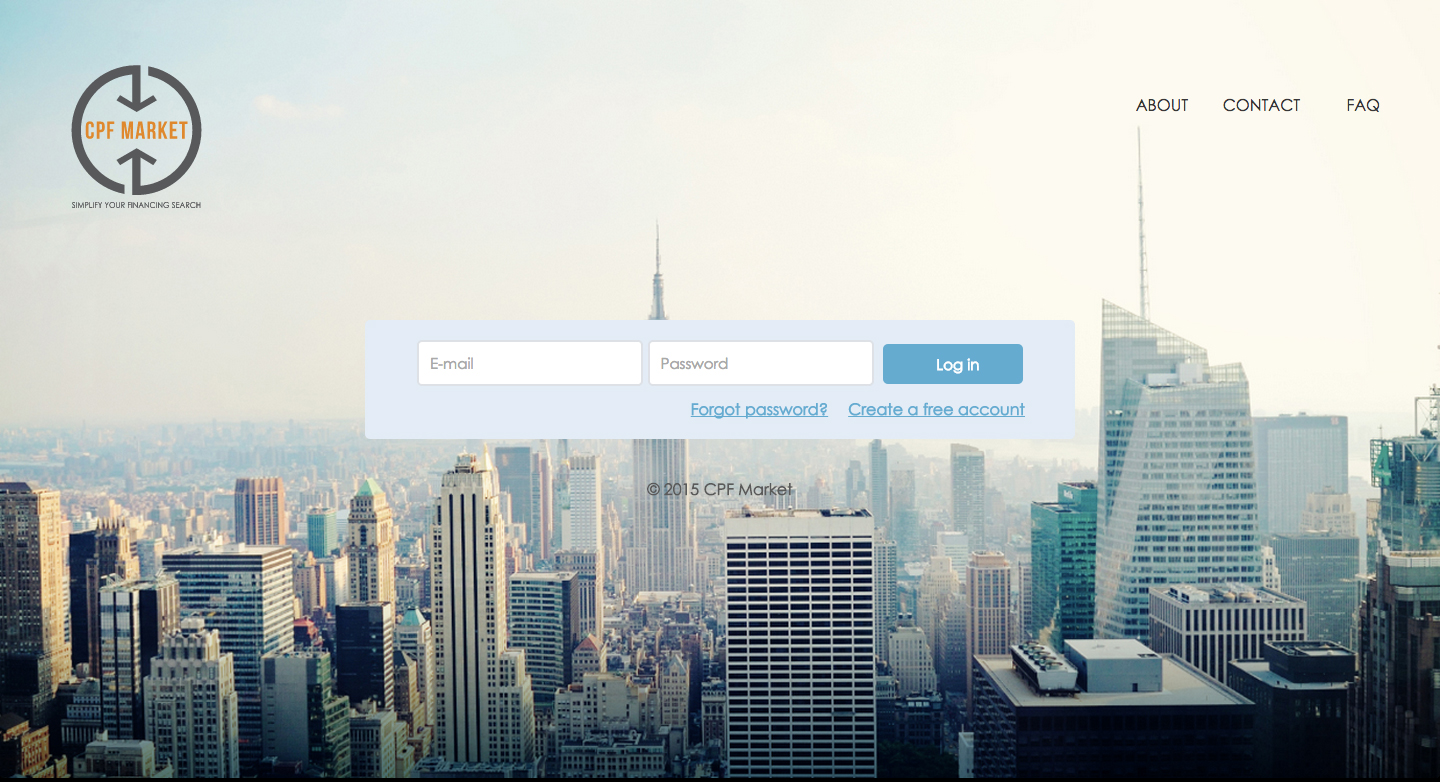 CPF MARKET
SIMPLIFY YOUR FINANCING SEARCH
ABOUT CONTACT FAQ
E-mail Password Log in
Forgot password? Create a free account
© 2015 CPF Market